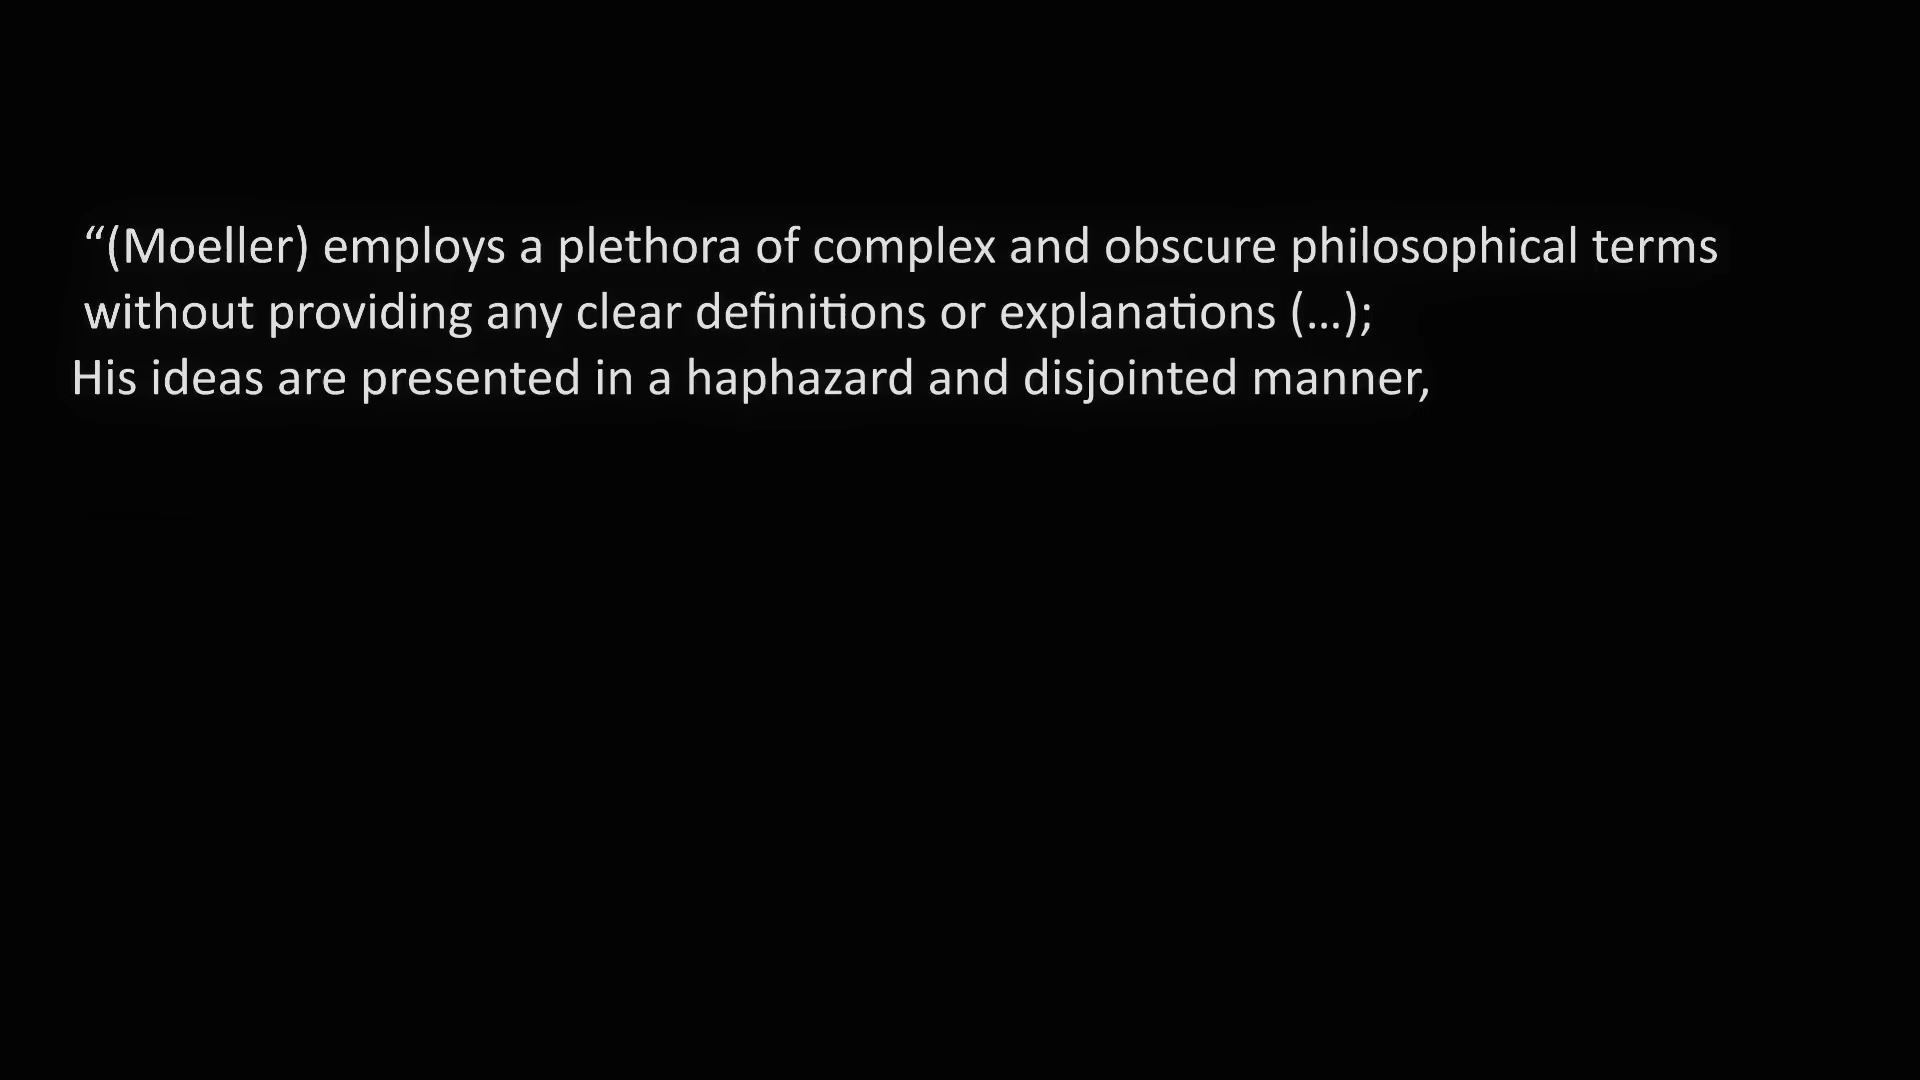 “(Moeller) employs a plethora of complex and obscure philosophical terms
without providing any clear definitions or explanations (…);
His ideas are presented in a haphazard and disjointed manner,